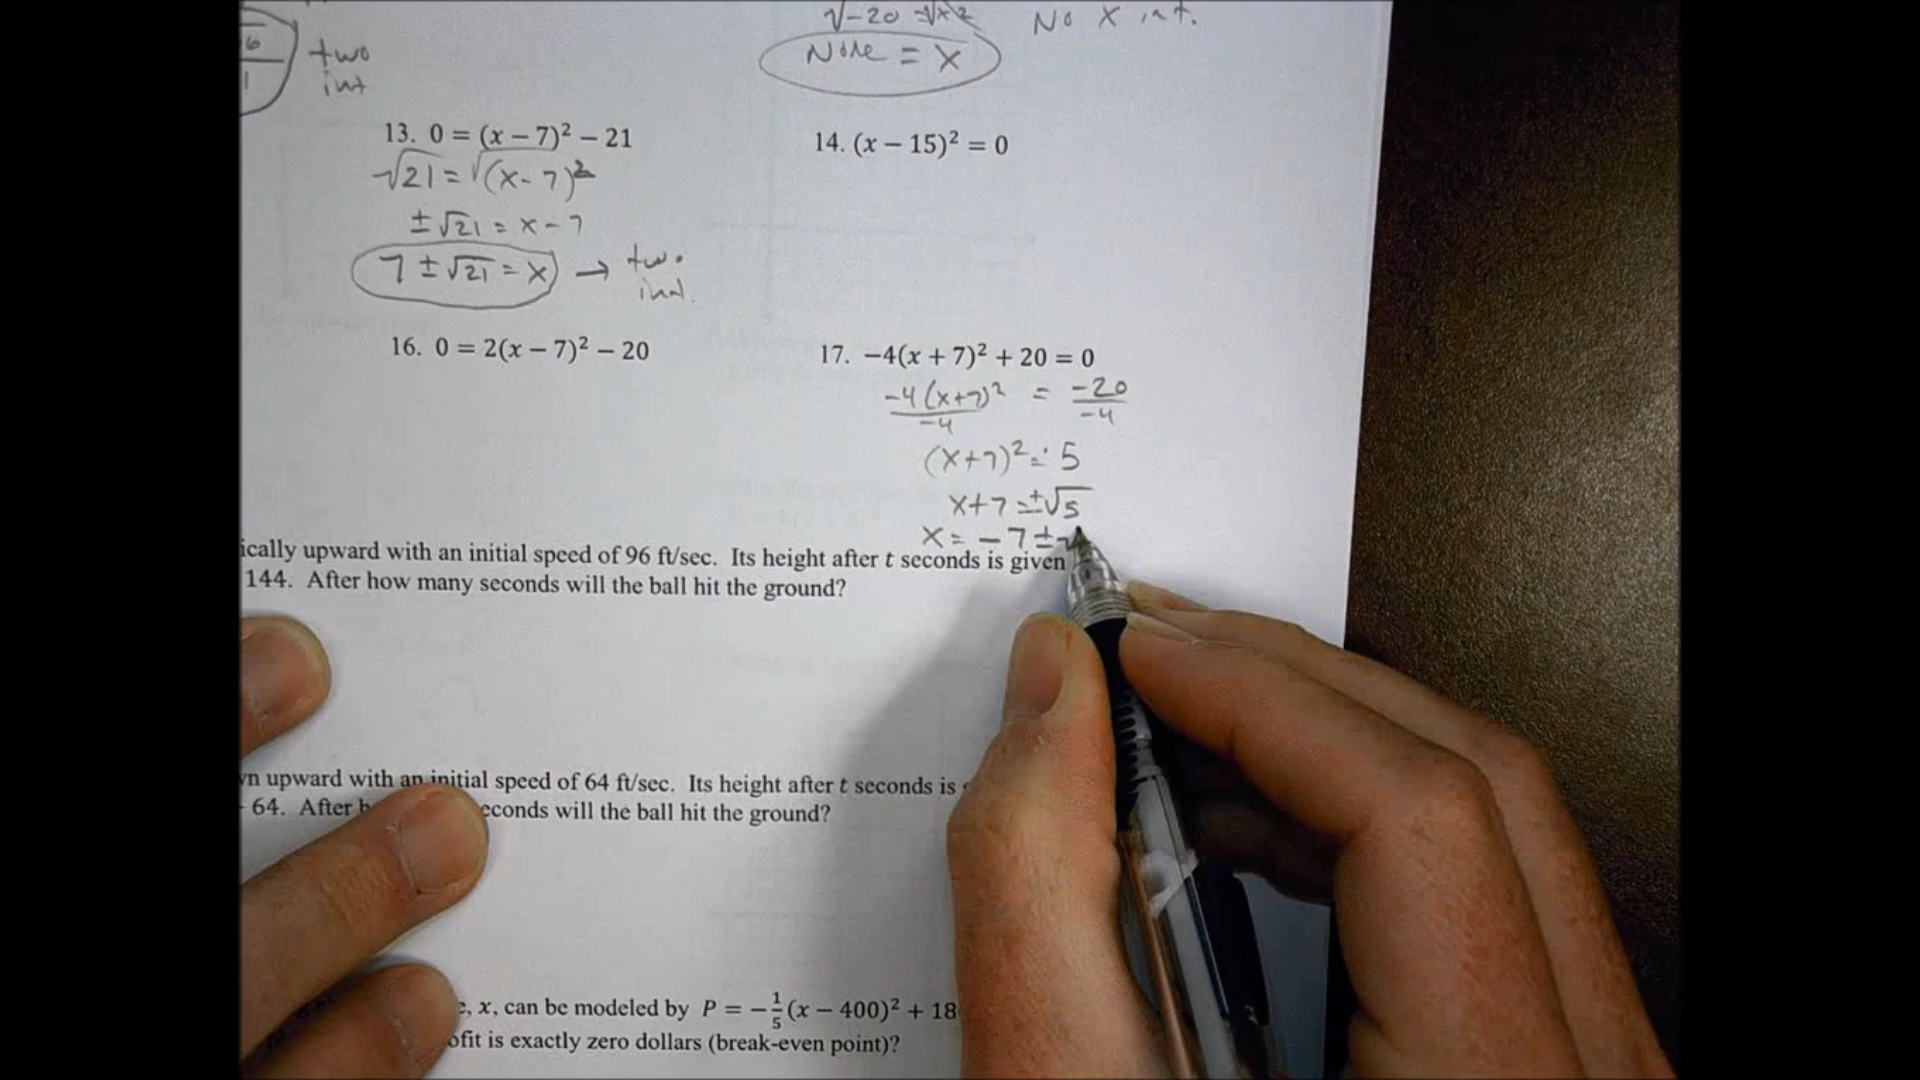 6
1
two
int
√-20 = √x2
None = x
No x int.
13. 0 = (x − 7)² − 21
√21 = √(x-7)²
± √21 = x - 7
7 ± √21 = x → two
int.
14. (x − 15)² = 0
16. 0 = 2(x − 7)² − 20
17. −4(x + 7)² + 20 = 0
-4(x+7)² = -20
-4 -4
(x+7)² = 5
x+7 = ±√5
x = -7 ±
ically upward with an initial speed of 96 ft/sec. Its height after t seconds is given
144. After how many seconds will the ball hit the ground?
wn upward with an initial speed of 64 ft/sec. Its height after t seconds is
64. After econds will the ball hit the ground?
e, x, can be modeled by P = −1/5(x − 400)² + 18
ofit is exactly zero dollars (break-even point)?